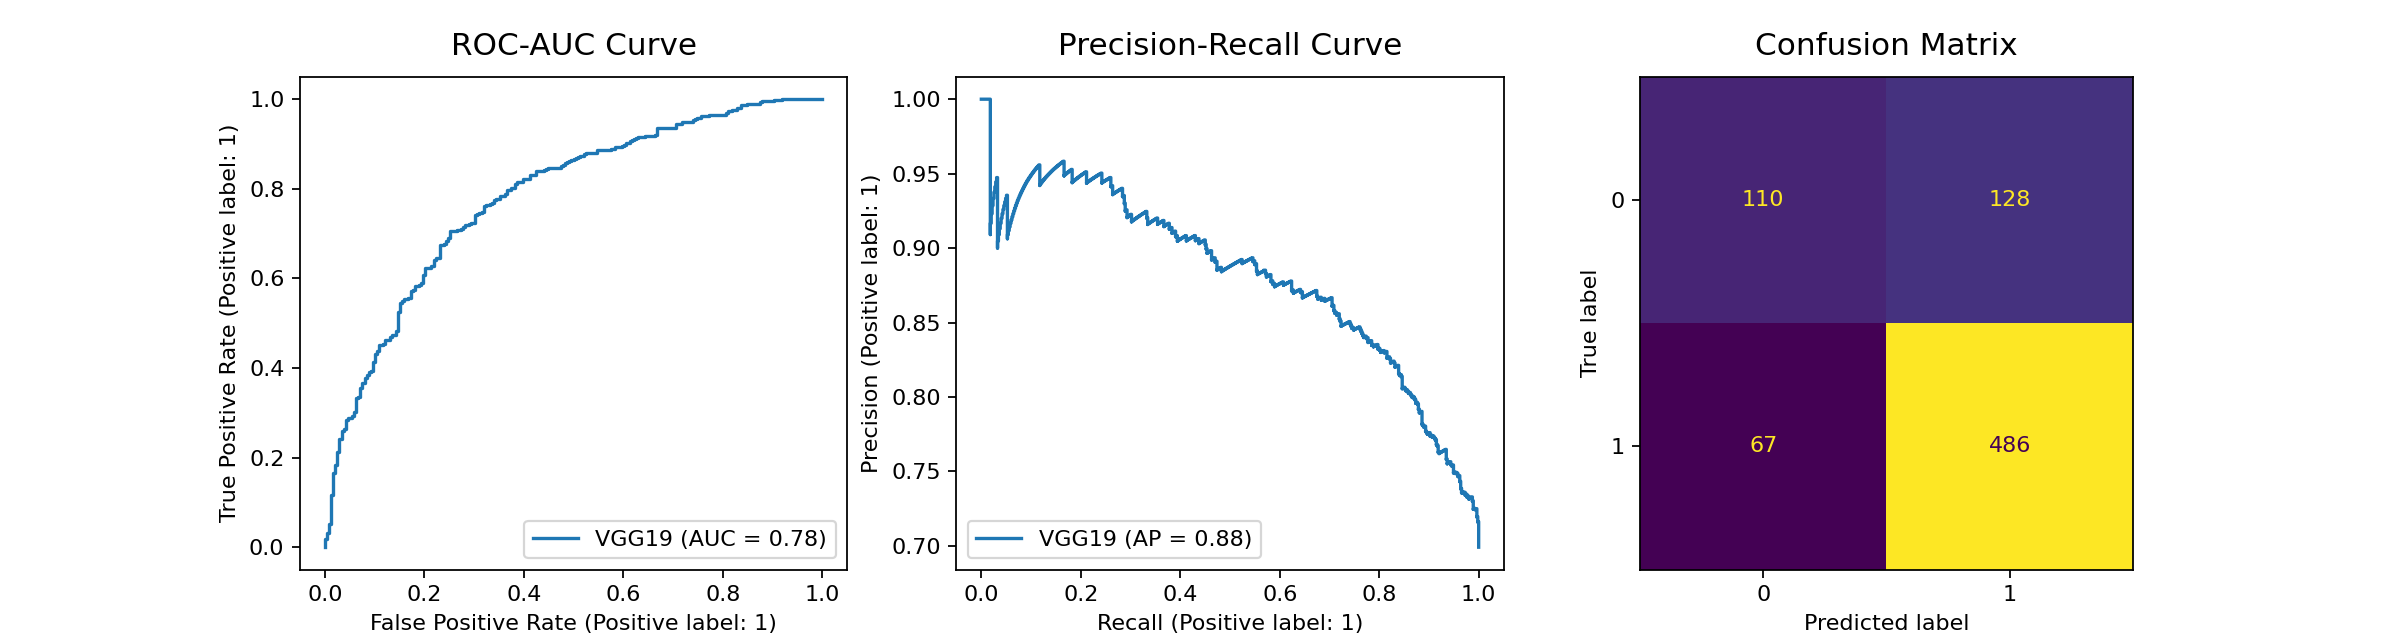 ROC-AUC Curve
True Positive Rate (Positive label: 1)
1.0
0.8
0.6
0.4
0.2
0.0
VGG19 (AUC = 0.78)
0.0 0.2 0.4 0.6 0.8 1.0
False Positive Rate (Positive label: 1)
Precision-Recall Curve
Precision (Positive label: 1)
1.00
0.95
0.90
0.85
0.80
0.75
0.70
VGG19 (AP = 0.88)
0.0 0.2 0.4 0.6 0.8 1.0
Recall (Positive label: 1)
Confusion Matrix
True label
0 110 128
1 67 486
0 1
Predicted label